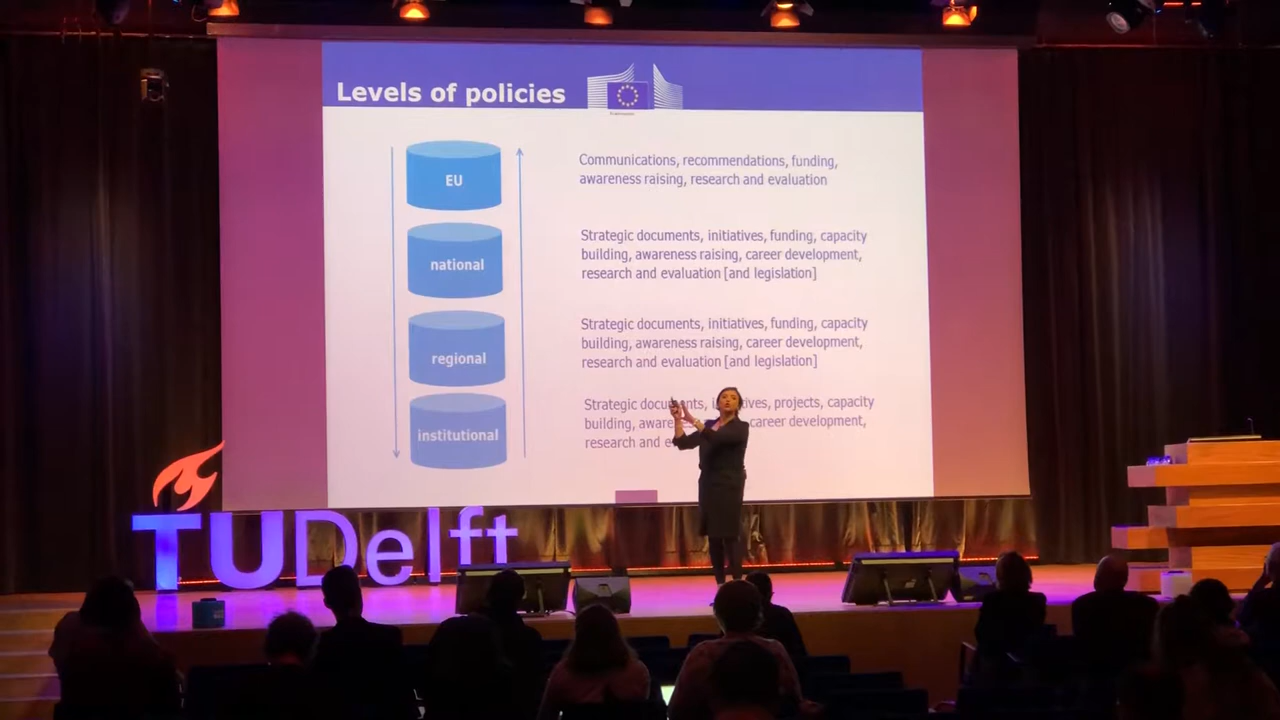 Levels of policies
EU
Communications, recommendations, funding,
awareness raising, research and evaluation
national
Strategic documents, initiatives, funding, capacity
building, awareness raising, career development,
research and evaluation [and legislation]
regional
Strategic documents, initiatives, funding, capacity
building, awareness raising, career development,
research and evaluation [and legislation]
institutional
Strategic projects, capacity
building, career development,
research and
TUDelft